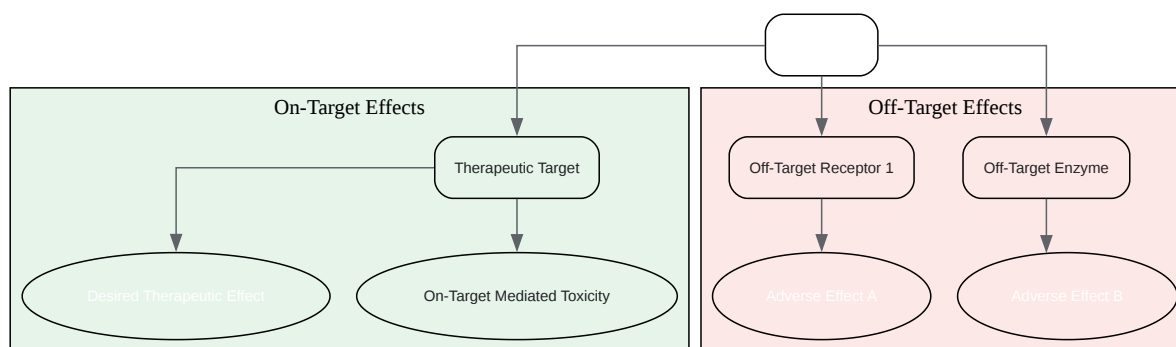 On-Target Effects
Off-Target Effects
Therapeutic Target
Off-Target Receptor 1
Off-Target Enzyme
Desired Therapeutic Effect
On-Target Mediated Toxicity
Adverse Effect A
Adverse Effect B